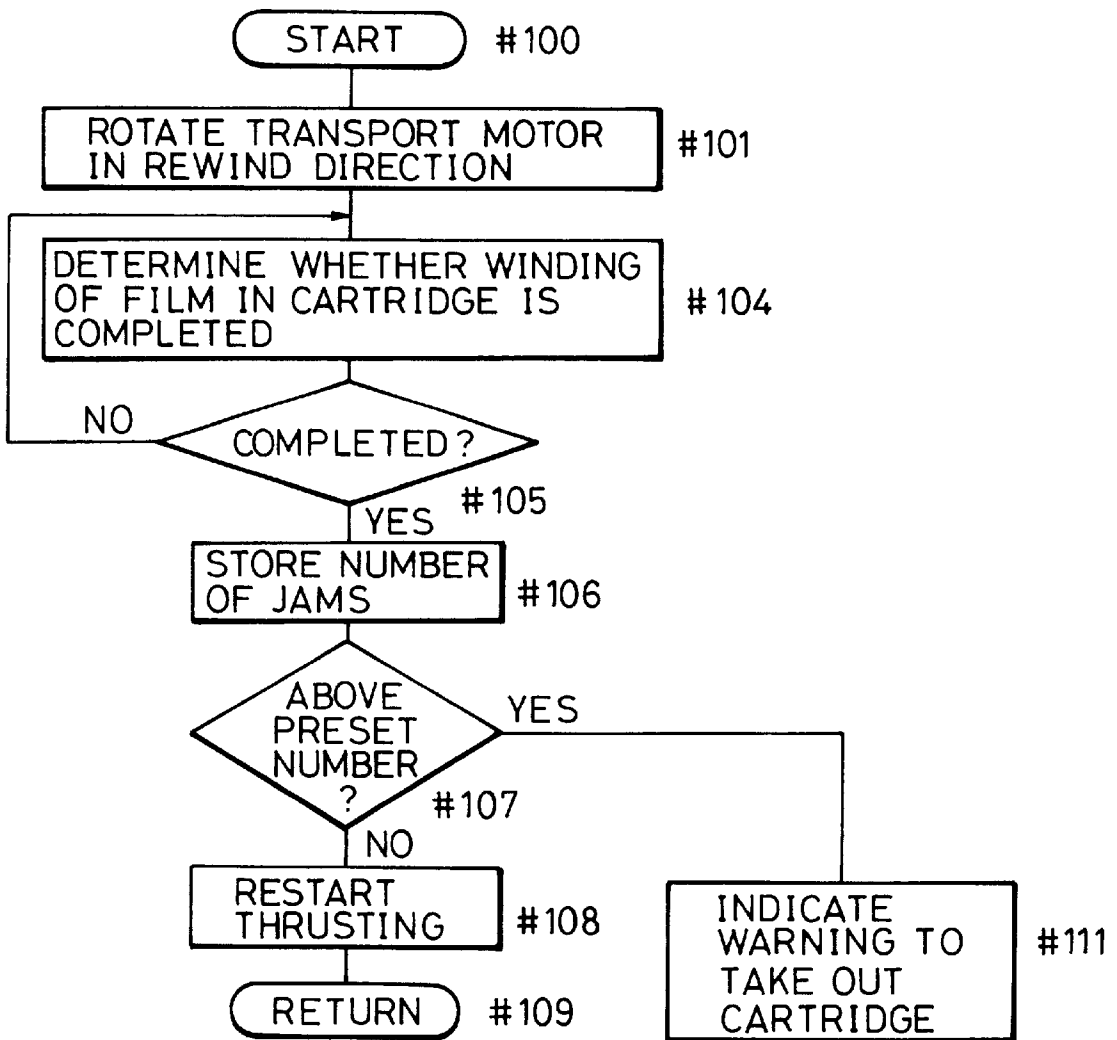 START #100
ROTATE TRANSPORT MOTOR
IN REWIND DIRECTION
#101
DETERMINE WHETHER WINDING
OF FILM IN CARTRIDGE IS
COMPLETED
#104
NO
COMPLETED?
#105
YES
STORE NUMBER
OF JAMS
#106
ABOVE
PRESET
NUMBER
?
#107
YES
NO
RESTART
THRUSTING
#108
INDICATE
WARNING TO
TAKE OUT
CARTRIDGE
#111
RETURN #109